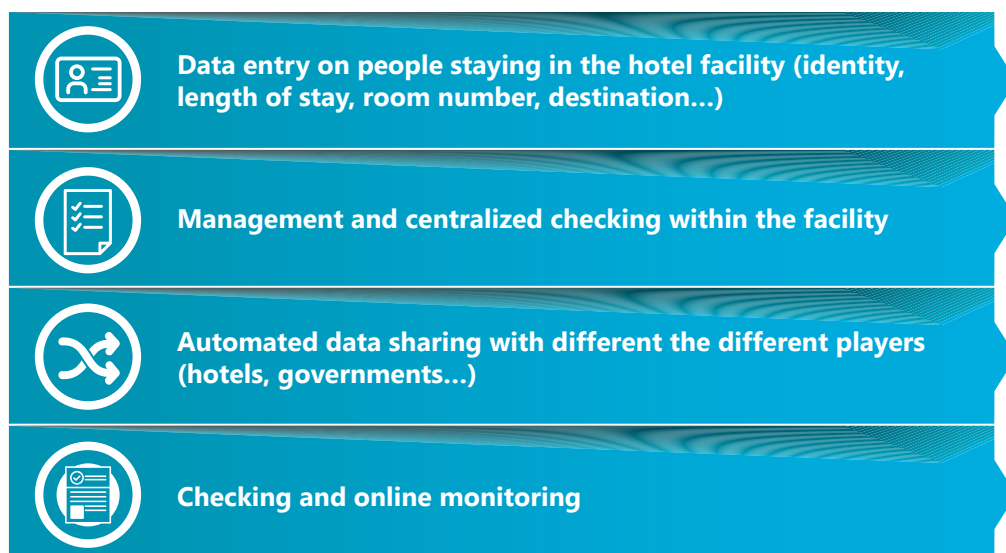 Data entry on people staying in the hotel facility (identity,
length of stay, room number, destination...)
Management and centralized checking within the facility
Automated data sharing with different the different players
(hotels, governments...)
Checking and online monitoring